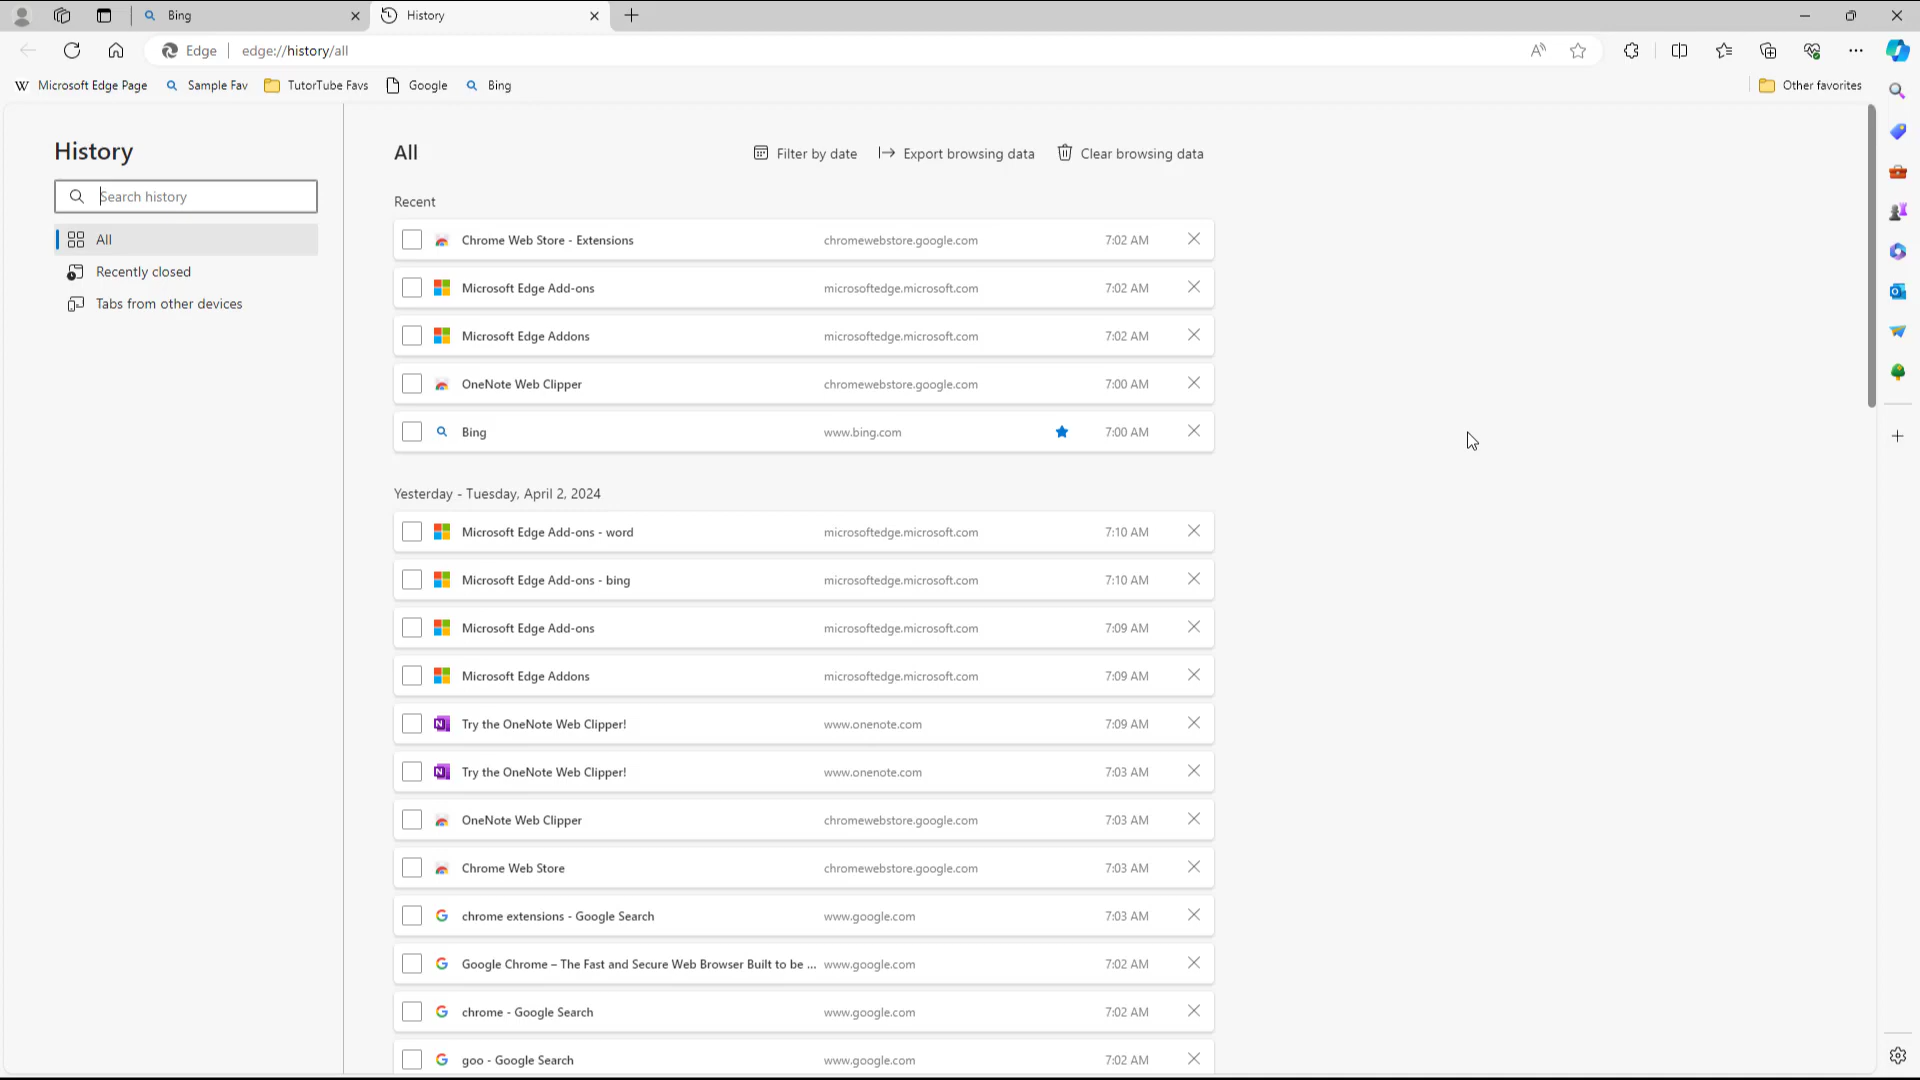 Bing
History
Edge
edge://history/all
Microsoft Edge Page
Sample Fav
TutorTube Favs
Google
Bing
Other favorites
History
Search history
All
Recently closed
Tabs from other devices
All
Filter by date
Export browsing data
Clear browsing data
Recent
Chrome Web Store - Extensions chromewebstore.google.com 7:02 AM
Microsoft Edge Add-ons microsoftedge.microsoft.com 7:02 AM
Microsoft Edge Addons microsoftedge.microsoft.com 7:02 AM
OneNote Web Clipper chromewebstore.google.com 7:00 AM
Bing www.bing.com 7:00 AM
Yesterday - Tuesday, April 2, 2024
Microsoft Edge Add-ons - word microsoftedge.microsoft.com 7:10 AM
Microsoft Edge Add-ons - bing microsoftedge.microsoft.com 7:10 AM
Microsoft Edge Add-ons microsoftedge.microsoft.com 7:09 AM
Microsoft Edge Addons microsoftedge.microsoft.com 7:09 AM
Try the OneNote Web Clipper! www.onenote.com 7:09 AM
Try the OneNote Web Clipper! www.onenote.com 7:03 AM
OneNote Web Clipper chromewebstore.google.com 7:03 AM
Chrome Web Store chromewebstore.google.com 7:03 AM
chrome extensions - Google Search www.google.com 7:03 AM
Google Chrome – The Fast and Secure Web Browser Built to be ... www.google.com 7:02 AM
chrome - Google Search www.google.com 7:02 AM
goo - Google Search www.google.com 7:02 AM